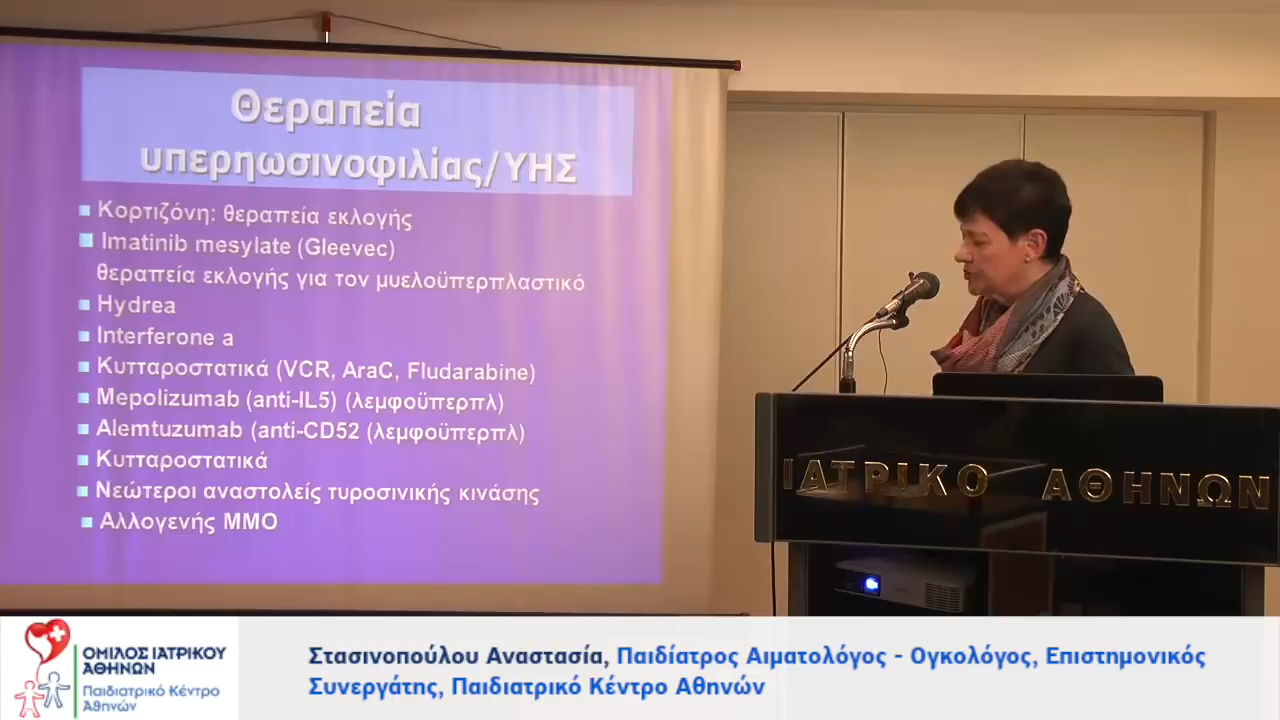 Θεραπεία
υπερηωσινοφιλίας/ΥΗΣ
Κορτιζόνη: θεραπεία εκλογής
Imatinib mesylate (Gleevec)
θεραπεία εκλογής για τον μυελοϋπερπλαστικό
Hydrea
Interferone a
Κυτταροστατικά (VCR, AraC, Fludarabine)
Mepolizumab (anti-IL5) (λεμφοϋπερπλ)
Alemtuzumab (anti-CD52 (λεμφοϋπερπλ)
Κυτταροστατικά
Νεώτεροι αναστολείς τυροσινικής κινάσης
Αλλογενής ΜΜΟ
ΙΑΤΡΙΚΟ ΑΘΗΝΩΝ
ΟΜΙΛΟΣ ΙΑΤΡΙΚΟΥ
ΑΘΗΝΩΝ
Παιδιατρικό Κέντρο
Αθηνών
Στασινοπούλου Αναστασία, Παιδίατρος Αιματολόγος - Ογκολόγος, Επιστημονικός
Συνεργάτης, Παιδιατρικό Κέντρο Αθηνών